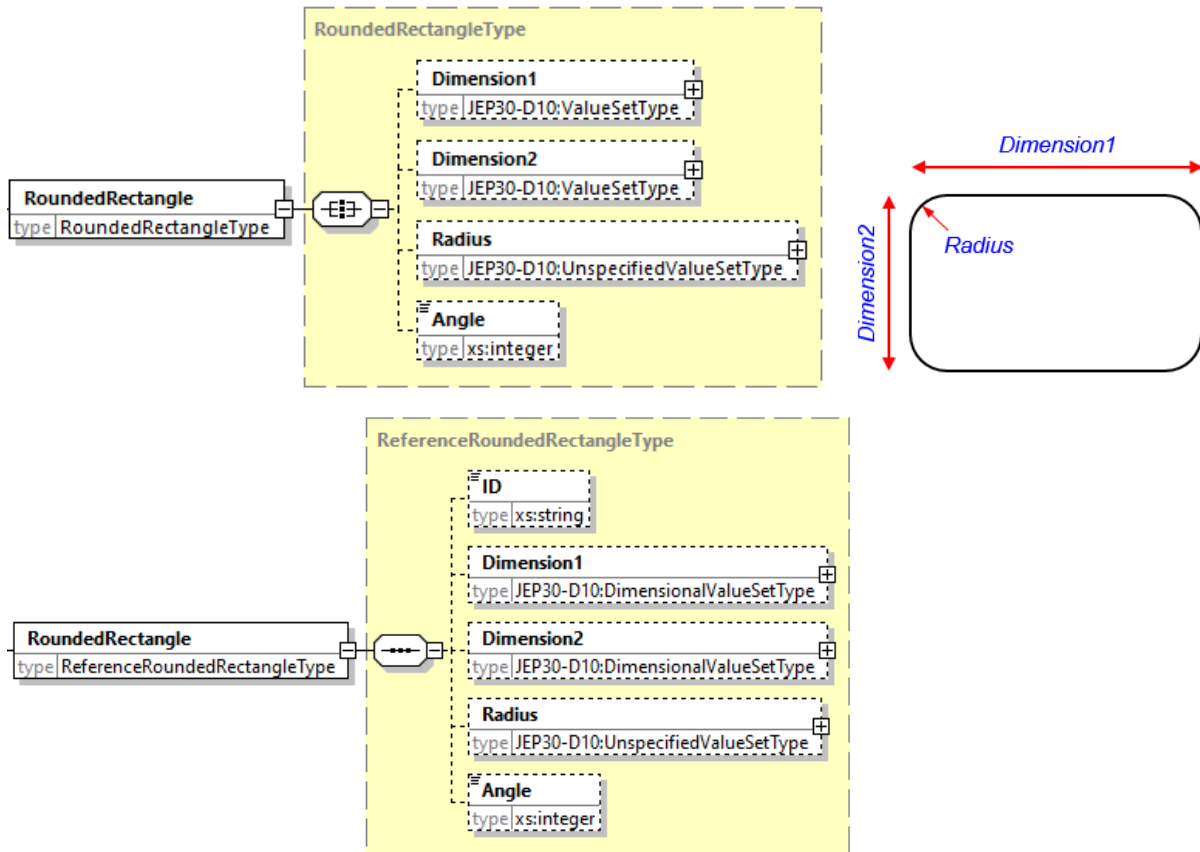 RoundedRectangleType
Dimension1
type JEP30-D10:ValueSetType
Dimension2
type JEP30-D10:ValueSetType
RoundedRectangle
type RoundedRectangleType
Radius
type JEP30-D10:UnspecifiedValueSetType
Angle
type xs:integer
Dimension1
Dimension2
Radius
ReferenceRoundedRectangleType
ID
type xs:string
Dimension1
type JEP30-D10:DimensionalValueSetType
RoundedRectangle
type ReferenceRoundedRectangleType
Dimension2
type JEP30-D10:DimensionalValueSetType
Radius
type JEP30-D10:UnspecifiedValueSetType
Angle
type xs:integer